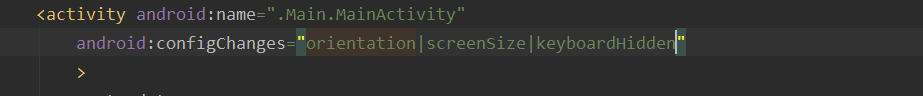 <activity android:name=".Main.MainActivity"
android:configChanges="orientation|screenSize|keyboardHidden"
>